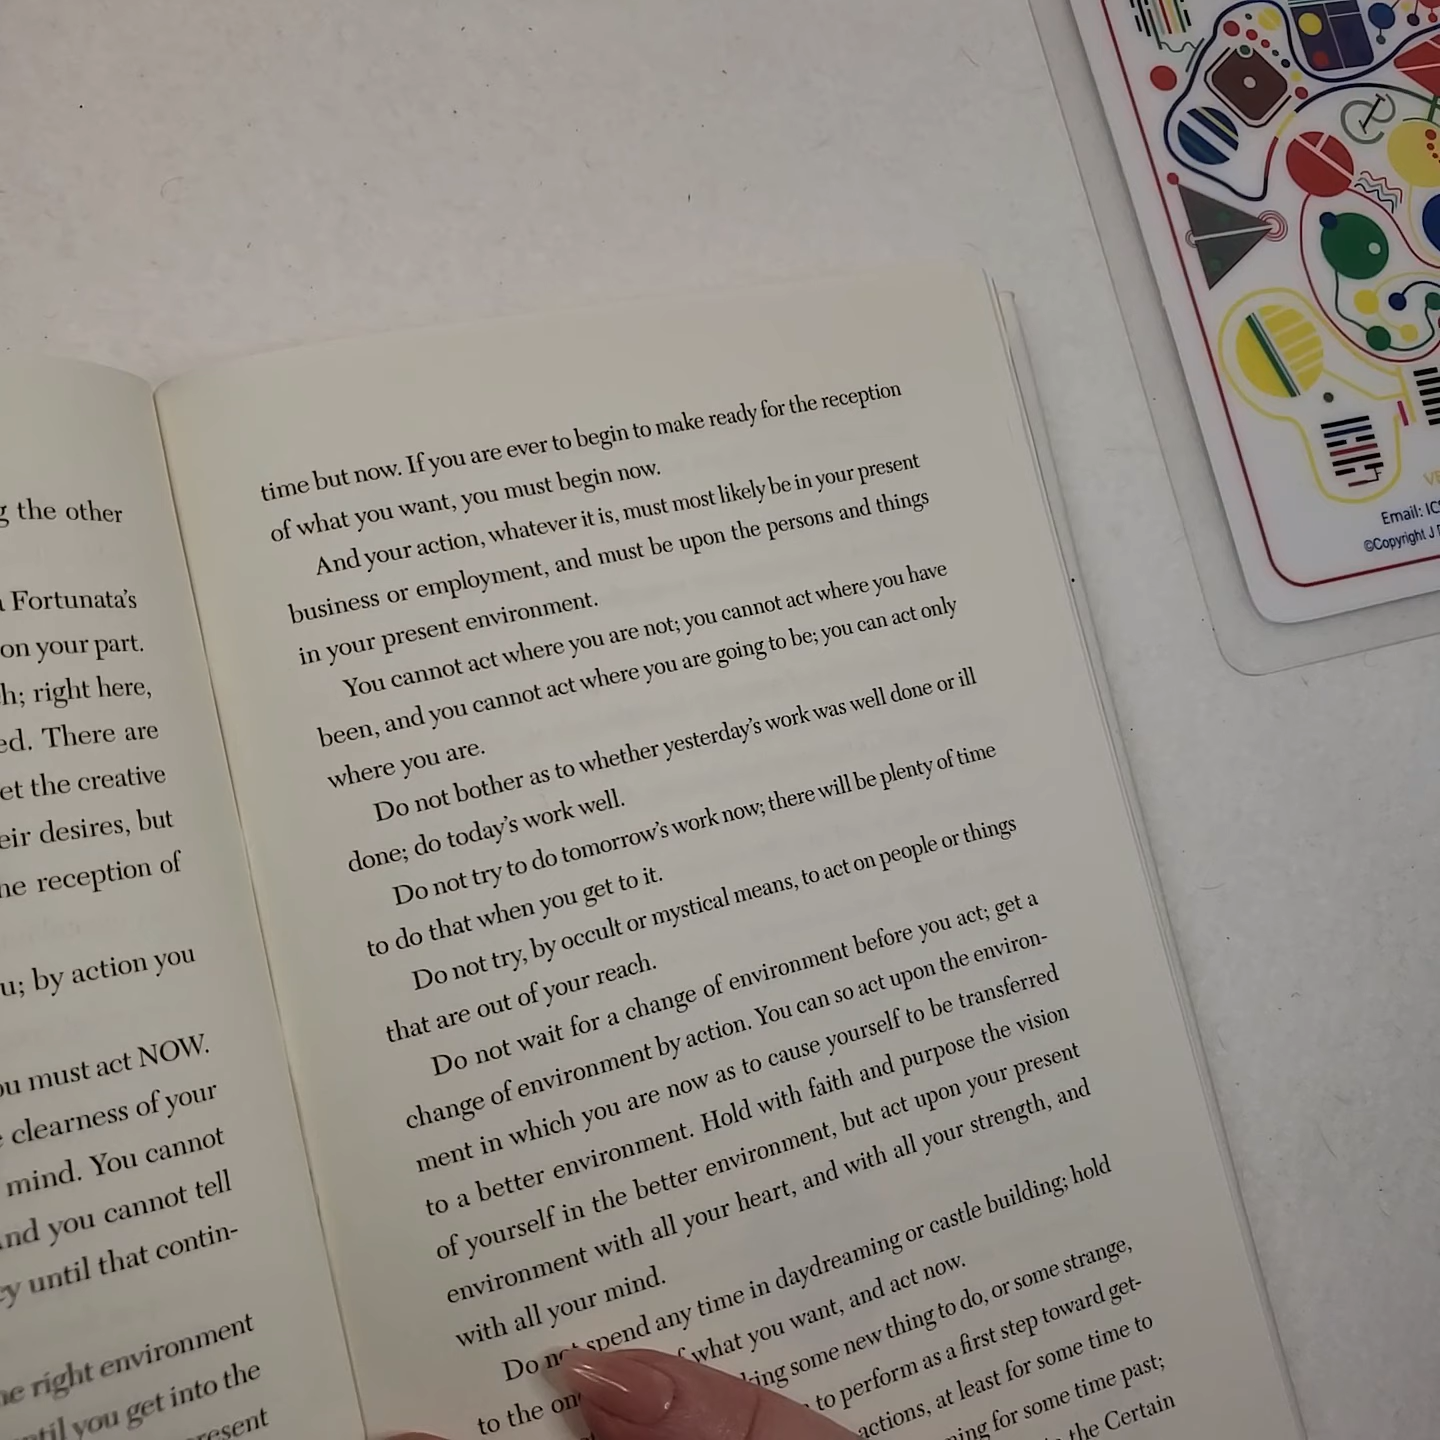 the other
Fortunata's
on your part.
right here,
There are
the creative
desires, but
reception of
by action you
must act NOW.
clearness of your
mind. You cannot
you cannot tell
until that contin-
right environment
you get into the
time but now. If you are ever to begin to make ready for the reception
of what you want, you must begin now.
And your action, whatever it is, must most likely be in your present
business or employment, and must be upon the persons and things
in your present environment.
You cannot act where you are not; you cannot act where you have
been, and you cannot act where you are going to be; you can act only
where you are.
Do not bother as to whether yesterday's work was well done or ill
done; do today's work well.
Do not try to do tomorrow's work now; there will be plenty of time
to do that when you get to it.
Do not try, by occult or mystical means, to act on people or things
that are out of your reach.
Do not wait for a change of environment before you act; get a
change of environment by action. You can so act upon the environ-
ment in which you are now as to cause yourself to be transferred
to a better environment. Hold with faith and purpose the vision
of yourself in the better environment, but act upon your present
environment with all your heart, and with all your strength, and
with all your mind.
Do not spend any time in daydreaming or castle building; hold
to the one what you want, and act now.
some new thing to do, or some strange,
to perform as a first step toward get-
actions, at least for some time to
for some time past;
the Certain
Email:
©Copyright J